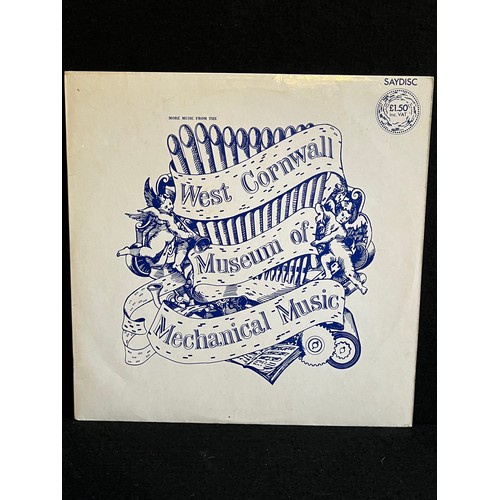 SAYDISC
£1.50
inc. VAT
MORE MUSIC FROM THE
West Cornwall
Museum of
Mechanical Music